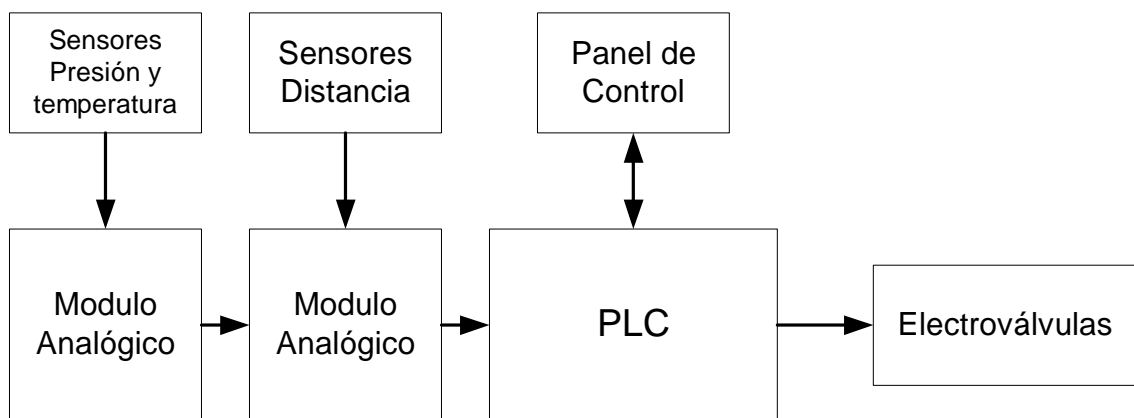 Sensores
Presión y
temperatura
Sensores
Distancia
Panel de
Control
Modulo
Analógico
Modulo
Analógico
PLC
Electroválvulas